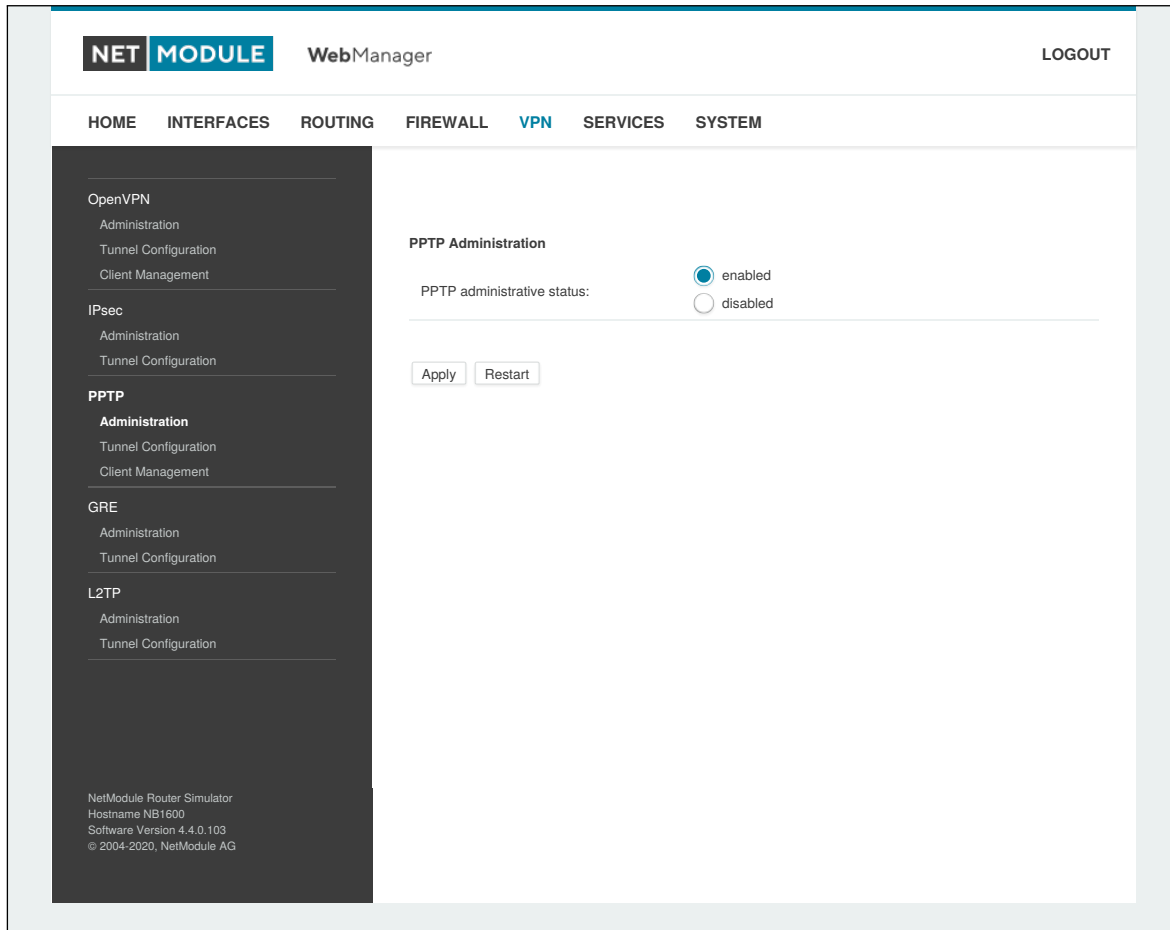 NET MODULE WebManager LOGOUT
HOME INTERFACES ROUTING FIREWALL VPN SERVICES SYSTEM
OpenVPN
Administration
Tunnel Configuration
Client Management
IPsec
Administration
Tunnel Configuration
PPTP
Administration
Tunnel Configuration
Client Management
GRE
Administration
Tunnel Configuration
L2TP
Administration
Tunnel Configuration
NetModule Router Simulator
Hostname NB1600
Software Version 4.4.0.103
© 2004-2020, NetModule AG
PPTP Administration
PPTP administrative status:
enabled
disabled
Apply Restart